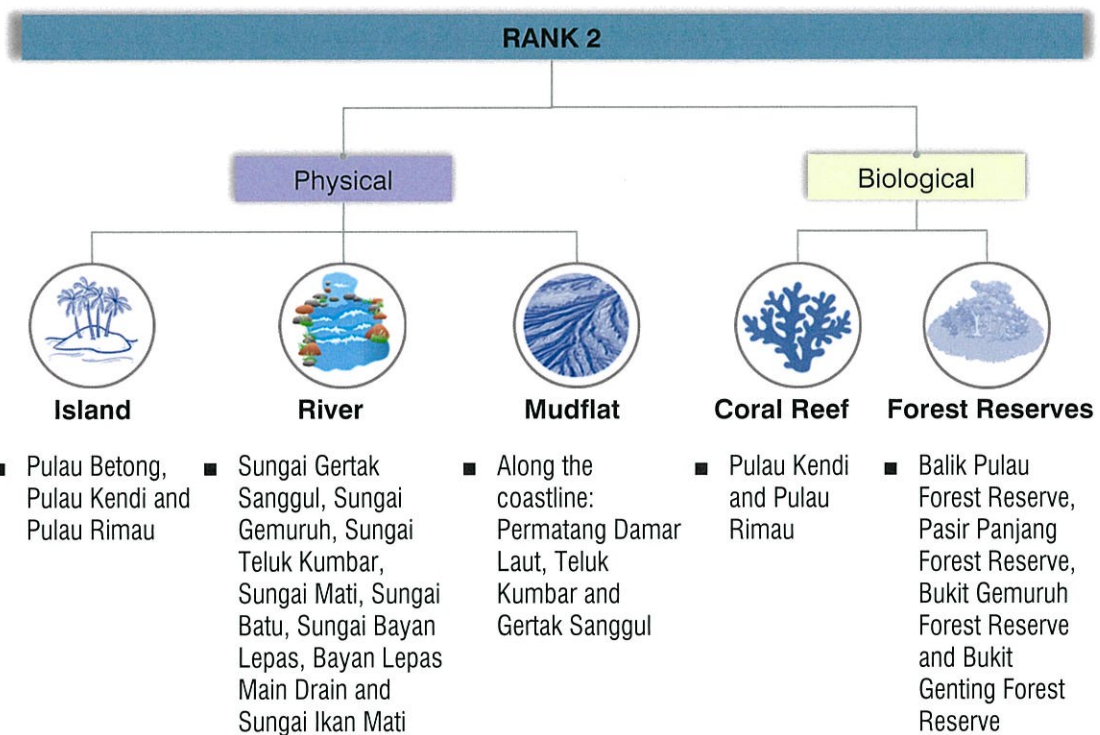 RANK 2
Physical
Biological
Island
River
Mudflat
Coral Reef
Forest Reserves
▪ Pulau Betong,
Pulau Kendi and
Pulau Rimau
▪ Sungai Gertak
Sanggul, Sungai
Gemuruh, Sungai
Teluk Kumbar,
Sungai Mati, Sungai
Batu, Sungai Bayan
Lepas, Bayan Lepas
Main Drain and
Sungai Ikan Mati
▪ Along the
coastline:
Permatang Damar
Laut, Teluk
Kumbar and
Gertak Sanggul
▪ Pulau Kendi
and Pulau
Rimau
▪ Balik Pulau
Forest Reserve,
Pasir Panjang
Forest Reserve,
Bukit Gemuruh
Forest Reserve
and Bukit
Genting Forest
Reserve